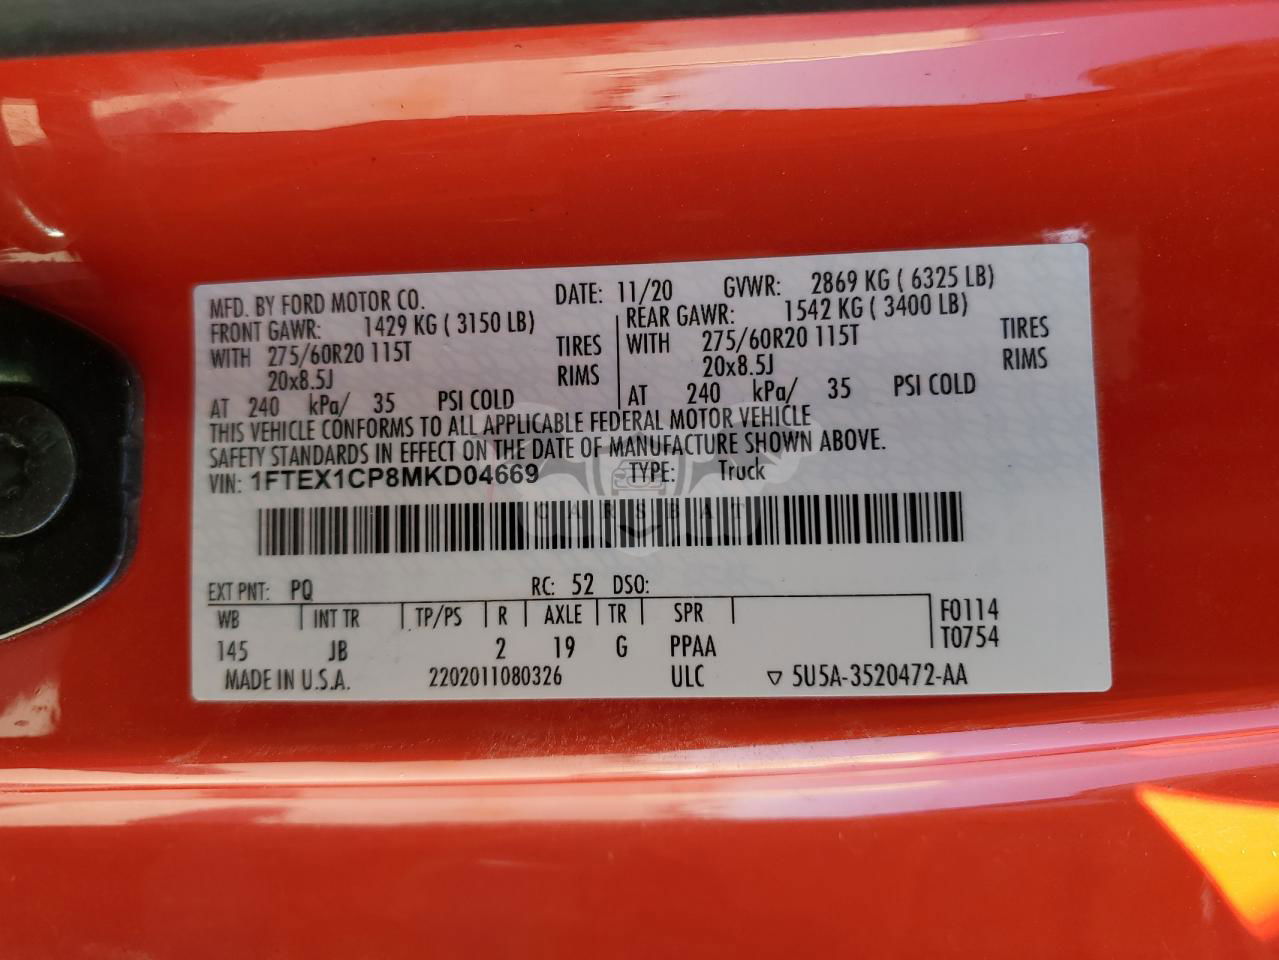 MFD. BY FORD MOTOR CO. DATE: 11/20 GVWR: 2869 KG ( 6325 LB)
FRONT GAWR: 1429 KG ( 3150 LB) REAR GAWR: 1542 KG ( 3400 LB)
WITH 275/60R20 115T TIRES WITH 275/60R20 115T TIRES
20x8.5J RIMS 20x8.5J RIMS
AT 240 kPa/ 35 PSI COLD AT 240 kPa/ 35 PSI COLD
THIS VEHICLE CONFORMS TO ALL APPLICABLE FEDERAL MOTOR VEHICLE
SAFETY STANDARDS IN EFFECT ON THE DATE OF MANUFACTURE SHOWN ABOVE.
VIN: 1FTEX1CP8MKD04669 TYPE: Truck
CARSBAT
EXT PNT: PQ RC: 52 DSO:
WB INT TR TP/PS R AXLE TR SPR F0114
145 JB 2 19 G PPAA T0754
MADE IN U.S.A. 2202011080326 ULC ▽ 5U5A-3520472-AA